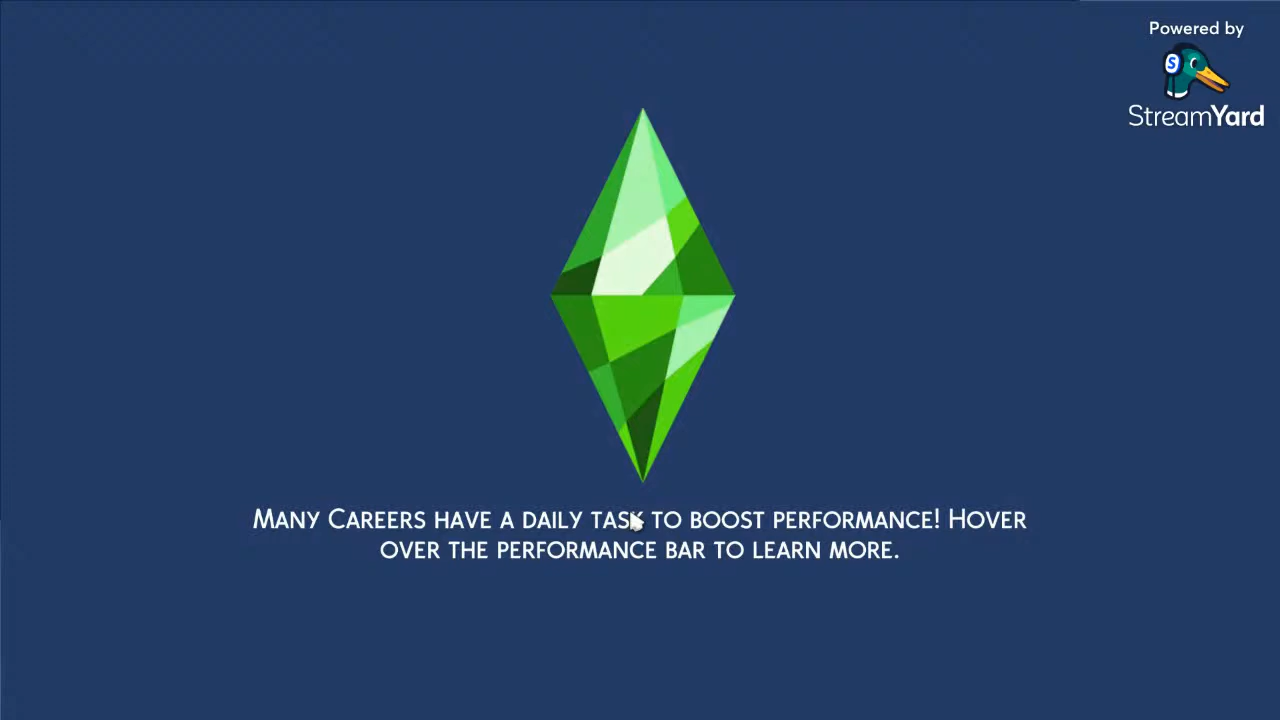 Powered by
S
StreamYard
MANY CAREERS HAVE A DAILY TASK TO BOOST PERFORMANCE! HOVER
OVER THE PERFORMANCE BAR TO LEARN MORE.